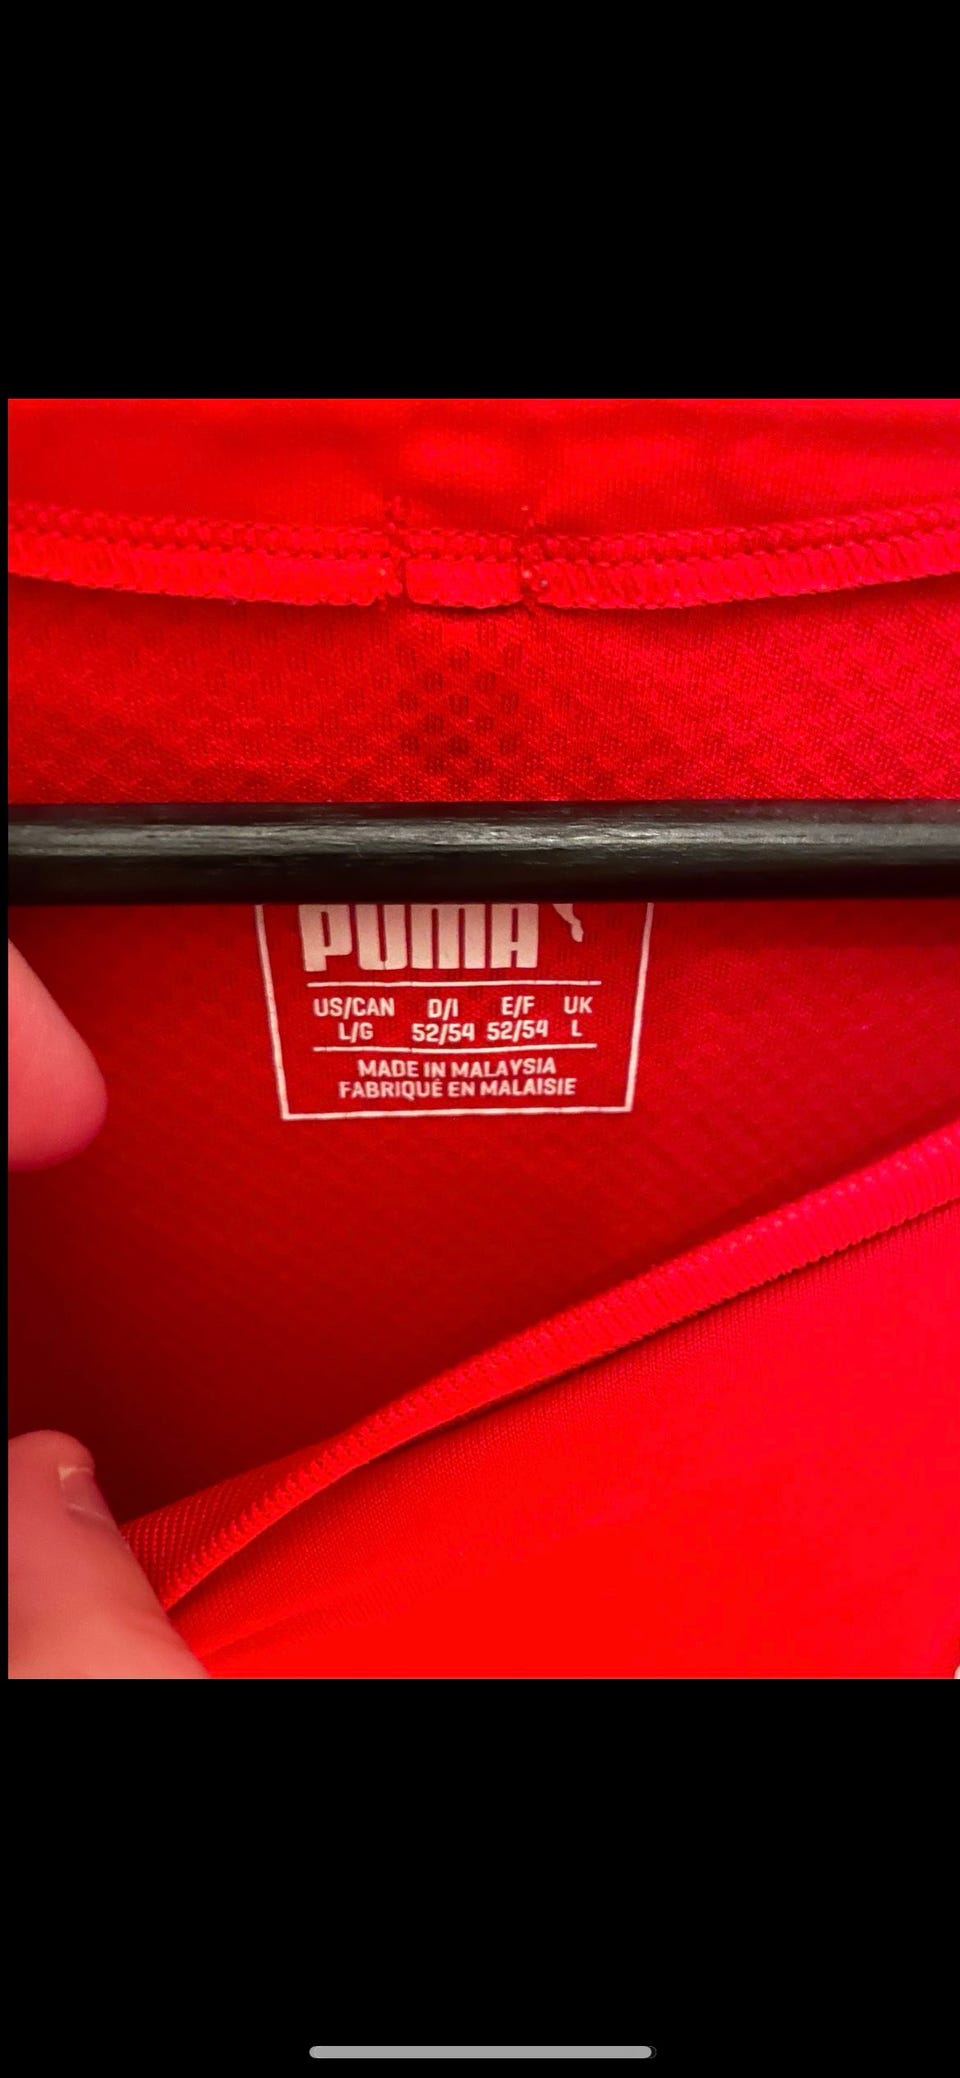 PUMA
US/CAN D/I E/F UK
L/G 52/54 52/54 L
MADE IN MALAYSIA
FABRIQUÉ EN MALAISIE